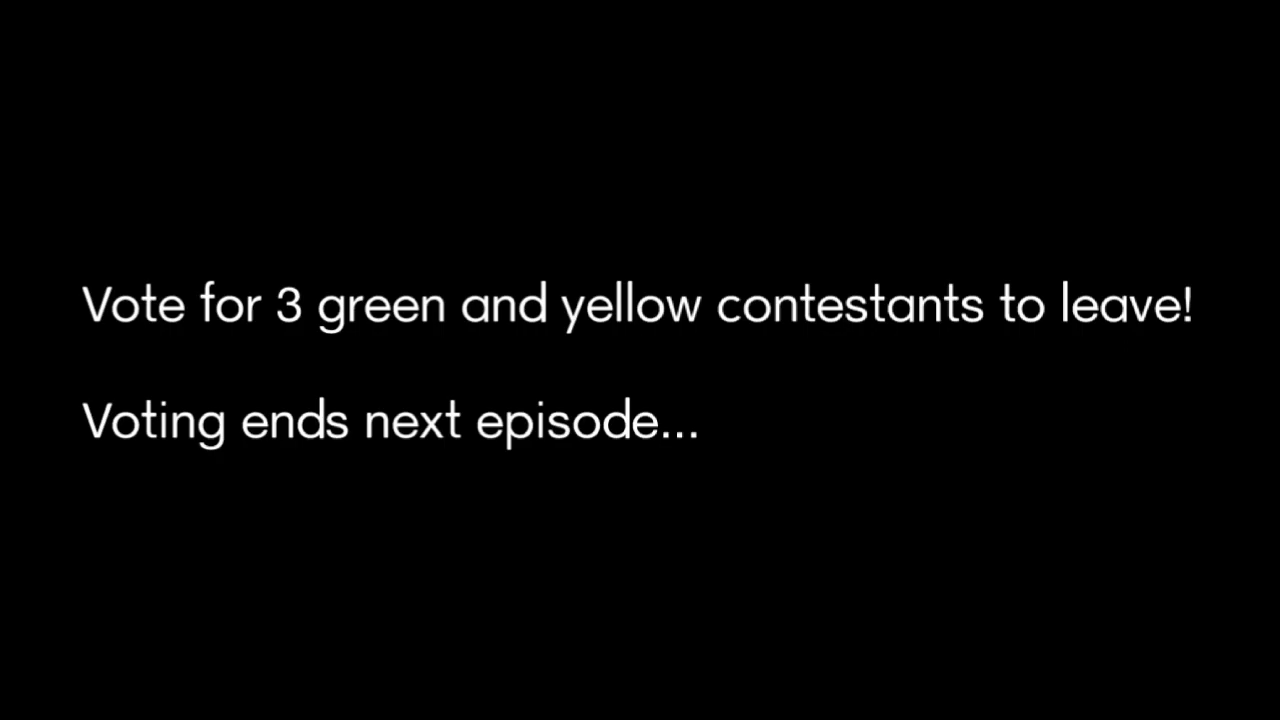 Vote for 3 green and yellow contestants to leave!
Voting ends next episode...